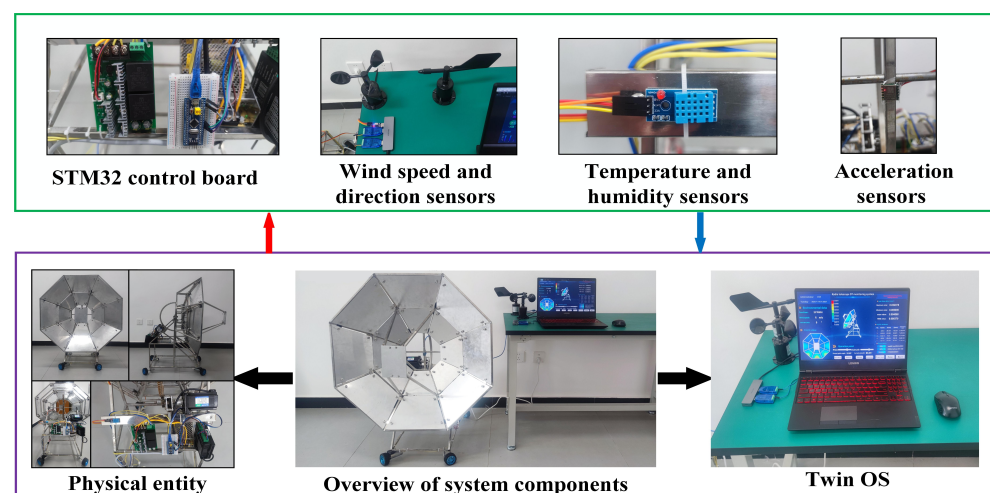 STM32 control board
Wind speed and
direction sensors
Temperature and
humidity sensors
Acceleration
sensors
Physical entity
Overview of system components
Twin OS